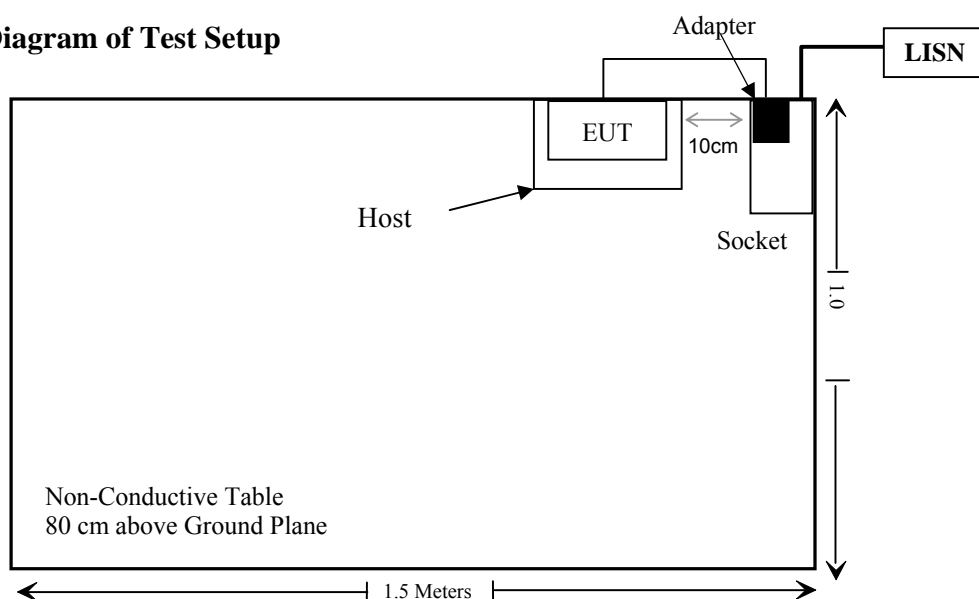 Diagram of Test Setup
Adapter
LISN
EUT
10cm
Host
Socket
1.0
Non-Conductive Table
80 cm above Ground Plane
1.5 Meters